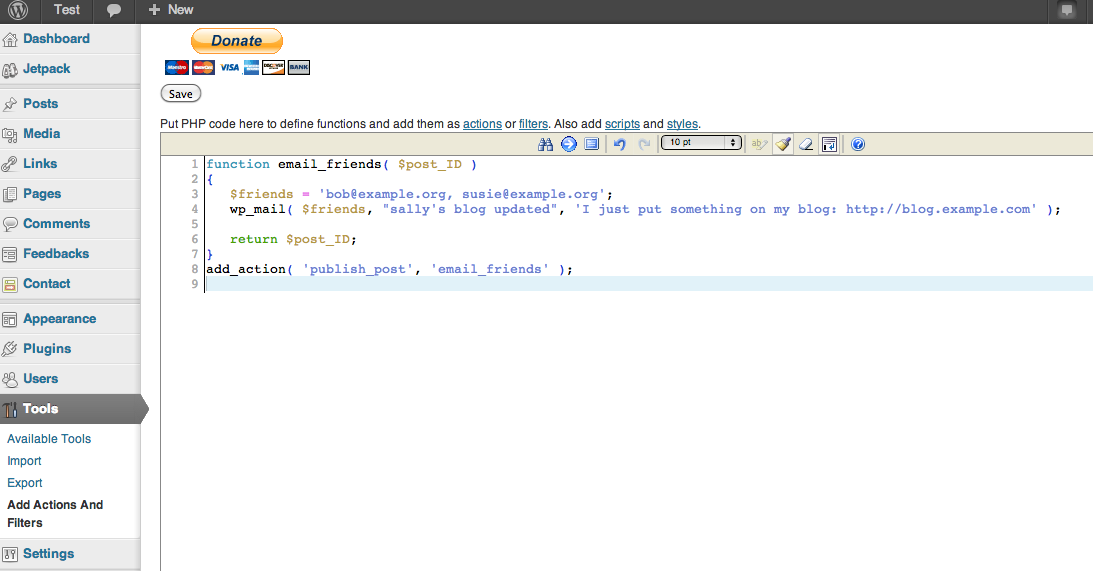 Test
New
Dashboard
Jetpack
Posts
Media
Links
Pages
Comments
Feedbacks
Contact
Appearance
Plugins
Users
Tools
Available Tools
Import
Export
Add Actions And
Filters
Settings
Donate
Maestro MasterCard VISA DISCOVER BANK
Save
Put PHP code here to define functions and add them as actions or filters. Also add scripts and styles.
10 pt
1 function email_friends( $post_ID )
2 {
3 $friends = 'bob@example.org, susie@example.org';
4 wp_mail( $friends, "sally's blog updated", 'I just put something on my blog: http://blog.example.com' );
5
6 return $post_ID;
7 }
8 add_action( 'publish_post', 'email_friends' );
9